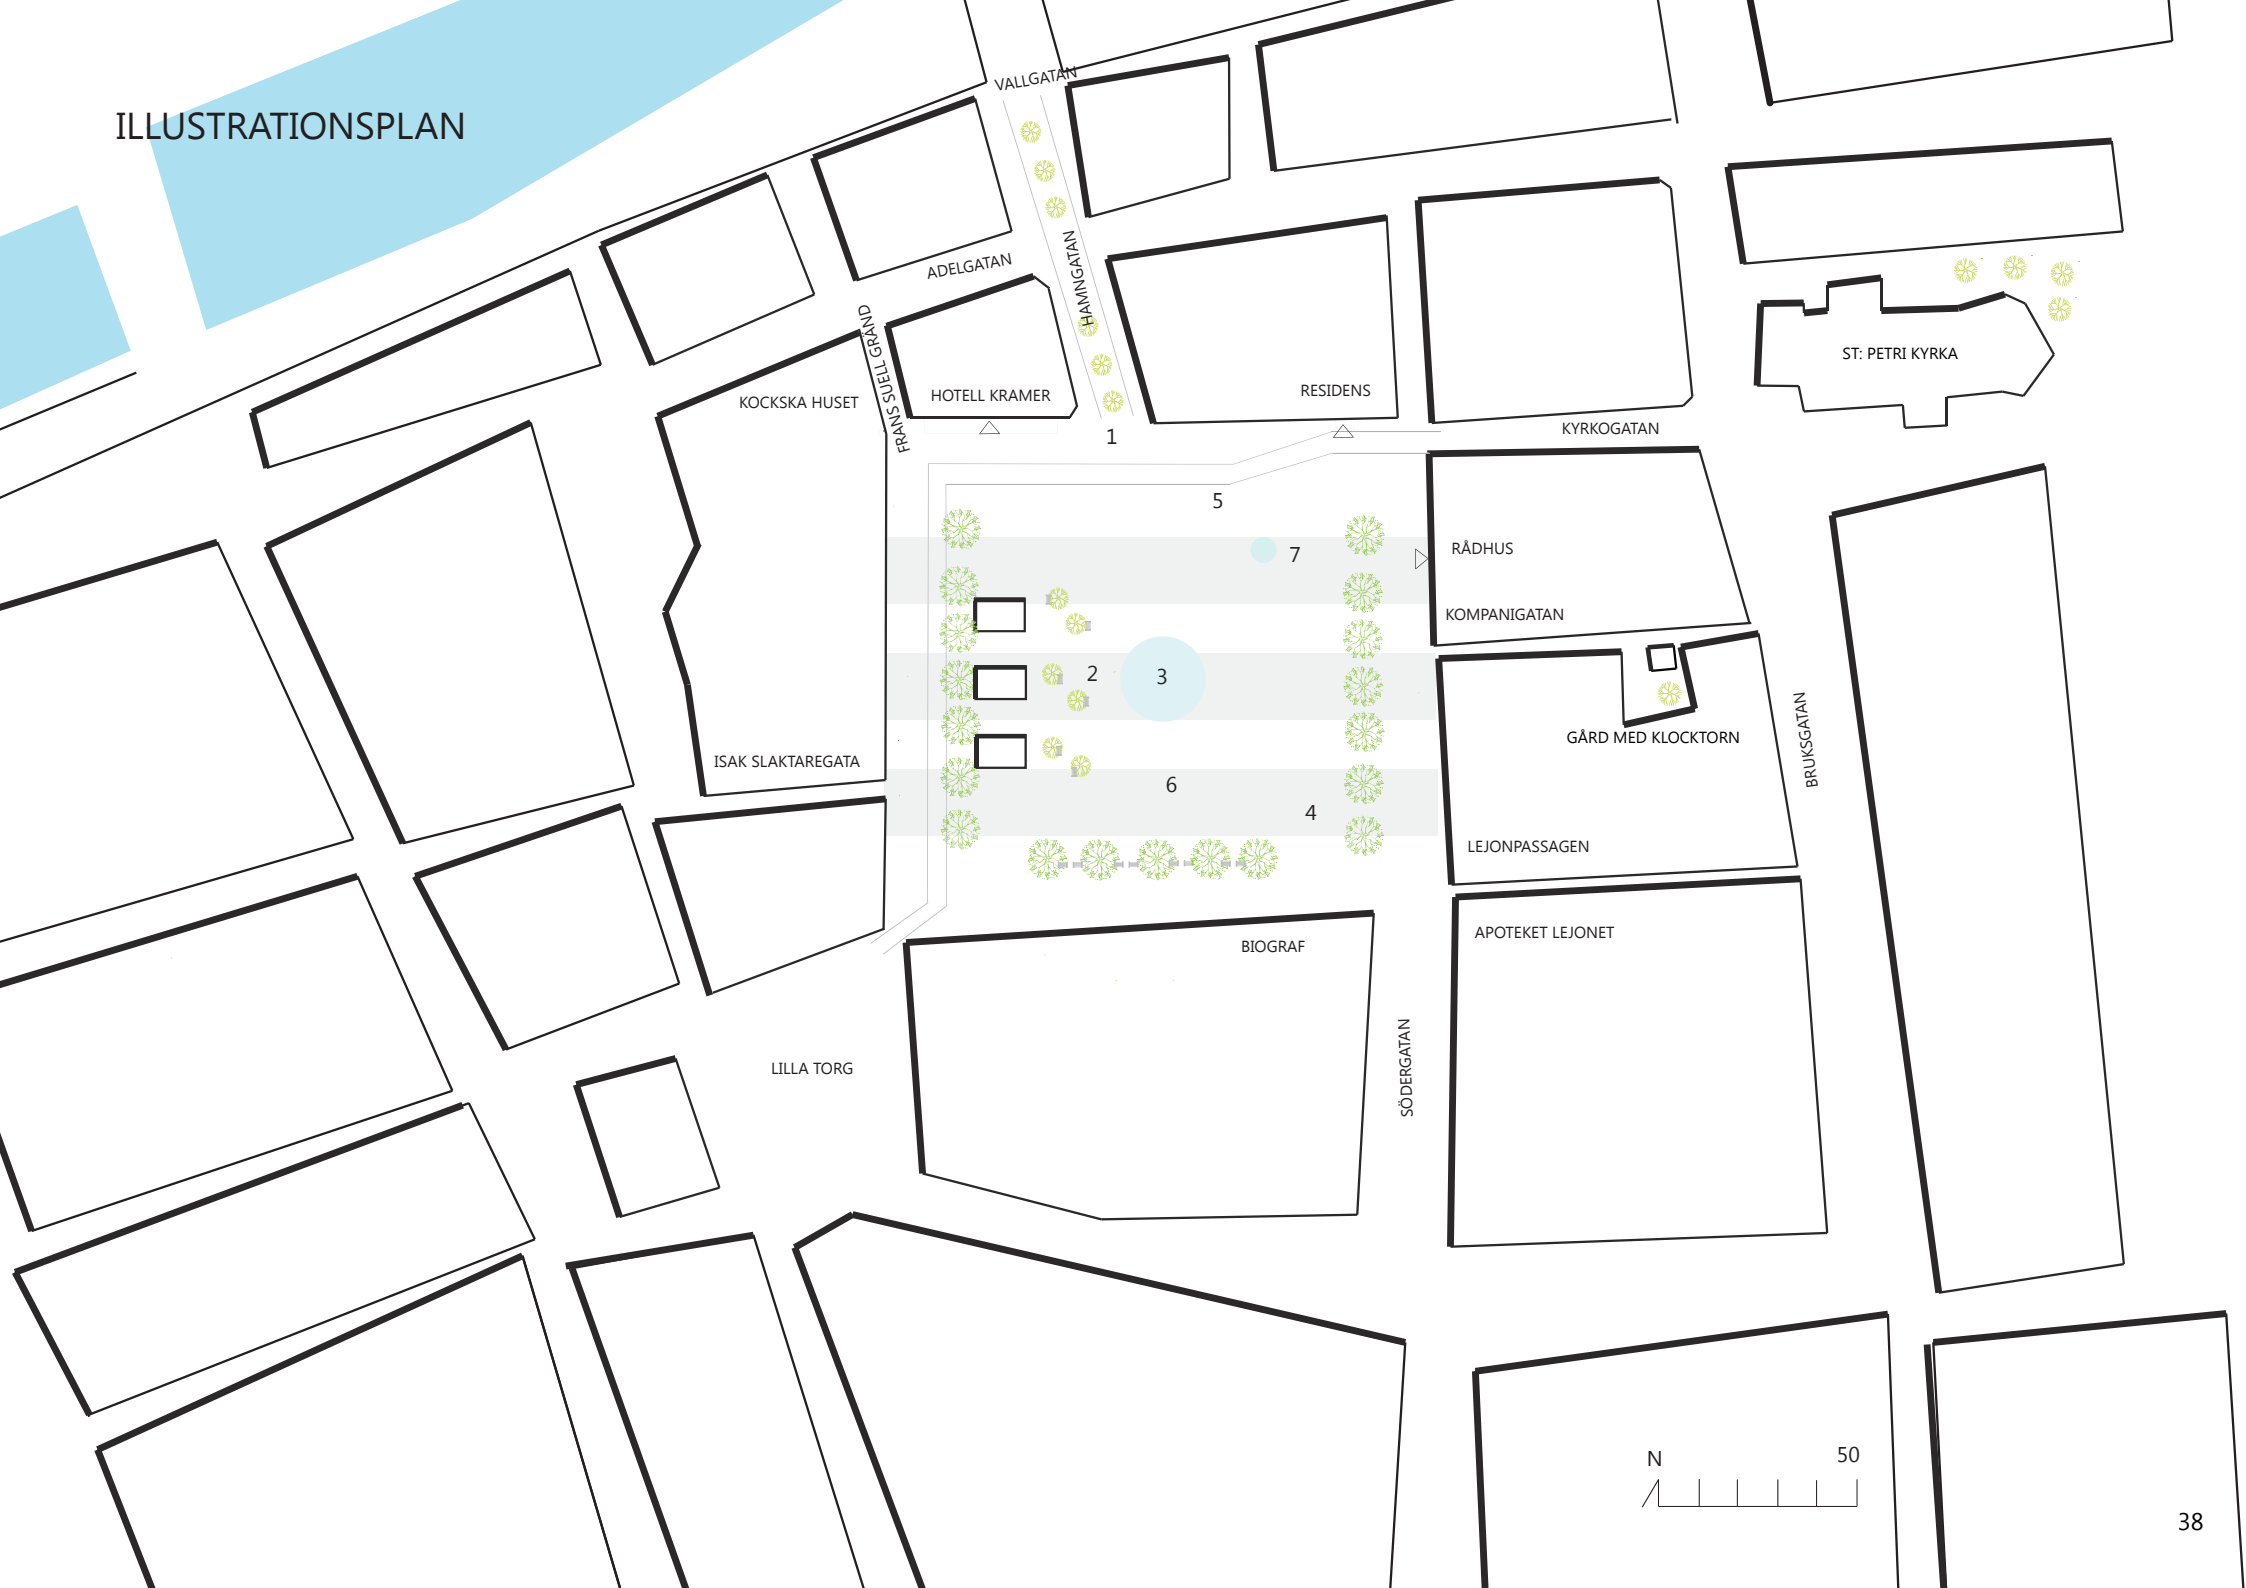 ILLUSTRATIONSPLAN
VALLGATAN
ADELGATAN
HAMNGATAN
FRANS SUELL GRÄND
KOCKSKA HUSET
HOTELL KRAMER
RESIDENS
ST: PETRI KYRKA
1
KYRKOGATAN
5
7
RÅDHUS
KOMPANIGATAN
2
3
GÅRD MED KLOCKTORN
BRUKSGATAN
ISAK SLAKTAREGATA
6
4
LEJONPASSAGEN
BIOGRAF
APOTEKET LEJONET
LILLA TORG
SÖDERGATAN
N
50
38